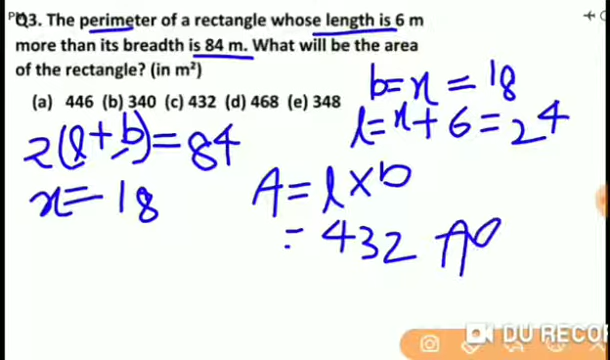 PM
Q3. The perimeter of a rectangle whose length is 6 m
more than its breadth is 84 m. What will be the area
of the rectangle? (in m²)
(a) 446 (b) 340 (c) 432 (d) 468 (e) 348
b=x=18
l=x+6=24
2(l+b)=84
x=18
A=l×b
=432
DU RECO